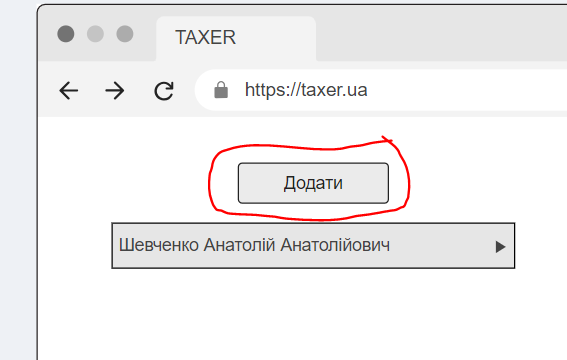 TAXER
https://taxer.ua
Додати
Шевченко Анатолій Анатолійович